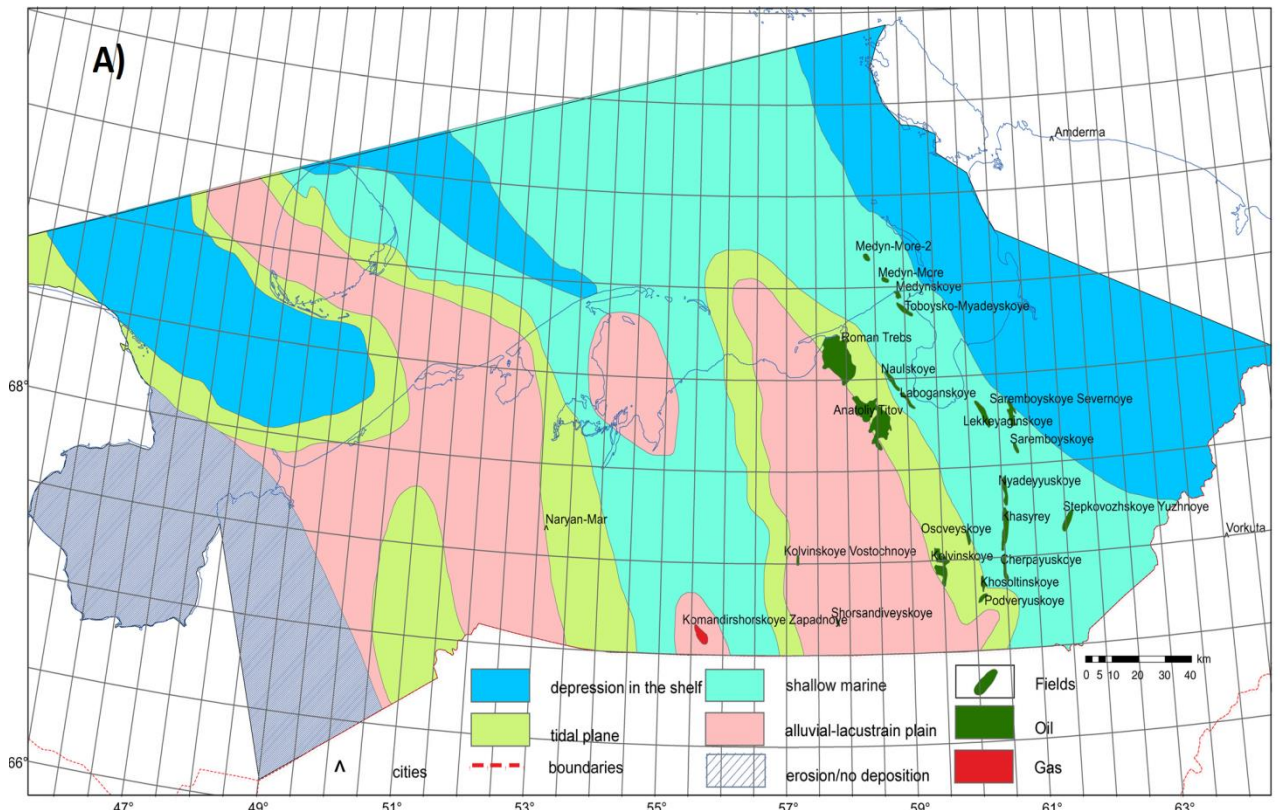 A)
Amderma
Medyn-More-2
Medyn-More
Medynskoye
Toboysko-Myadeyskoye
Roman Trebs
Naulskoye
68°
Laboganskoye
Saremboyskoye Severnoye
Anatoliy Titov
Lekkeyaginskoye
Saremboyskoye
Nyadeyyuskoye
Stepkovozhskoye Yuzhnoye
Khasyrey
Naryan-Mar
Oscveyskoye
Vorkuta
Kolvinskoye Vostochnoye
Kolvinskoye
Cherpayuskoye
Khosoltinskoye
Podveryuskoye
Shorsandiveyskoye
Komandirshorskoye Zapadnoye
0 5 10 20 30 40 km
depression in the shelf
shallow marine
Fields
tidal plane
alluvial-lacustrain plain
Oil
66°
^ cities
boundaries
erosion/no deposition
Gas
47° 49° 51° 53° 55° 57° 59° 61° 63°